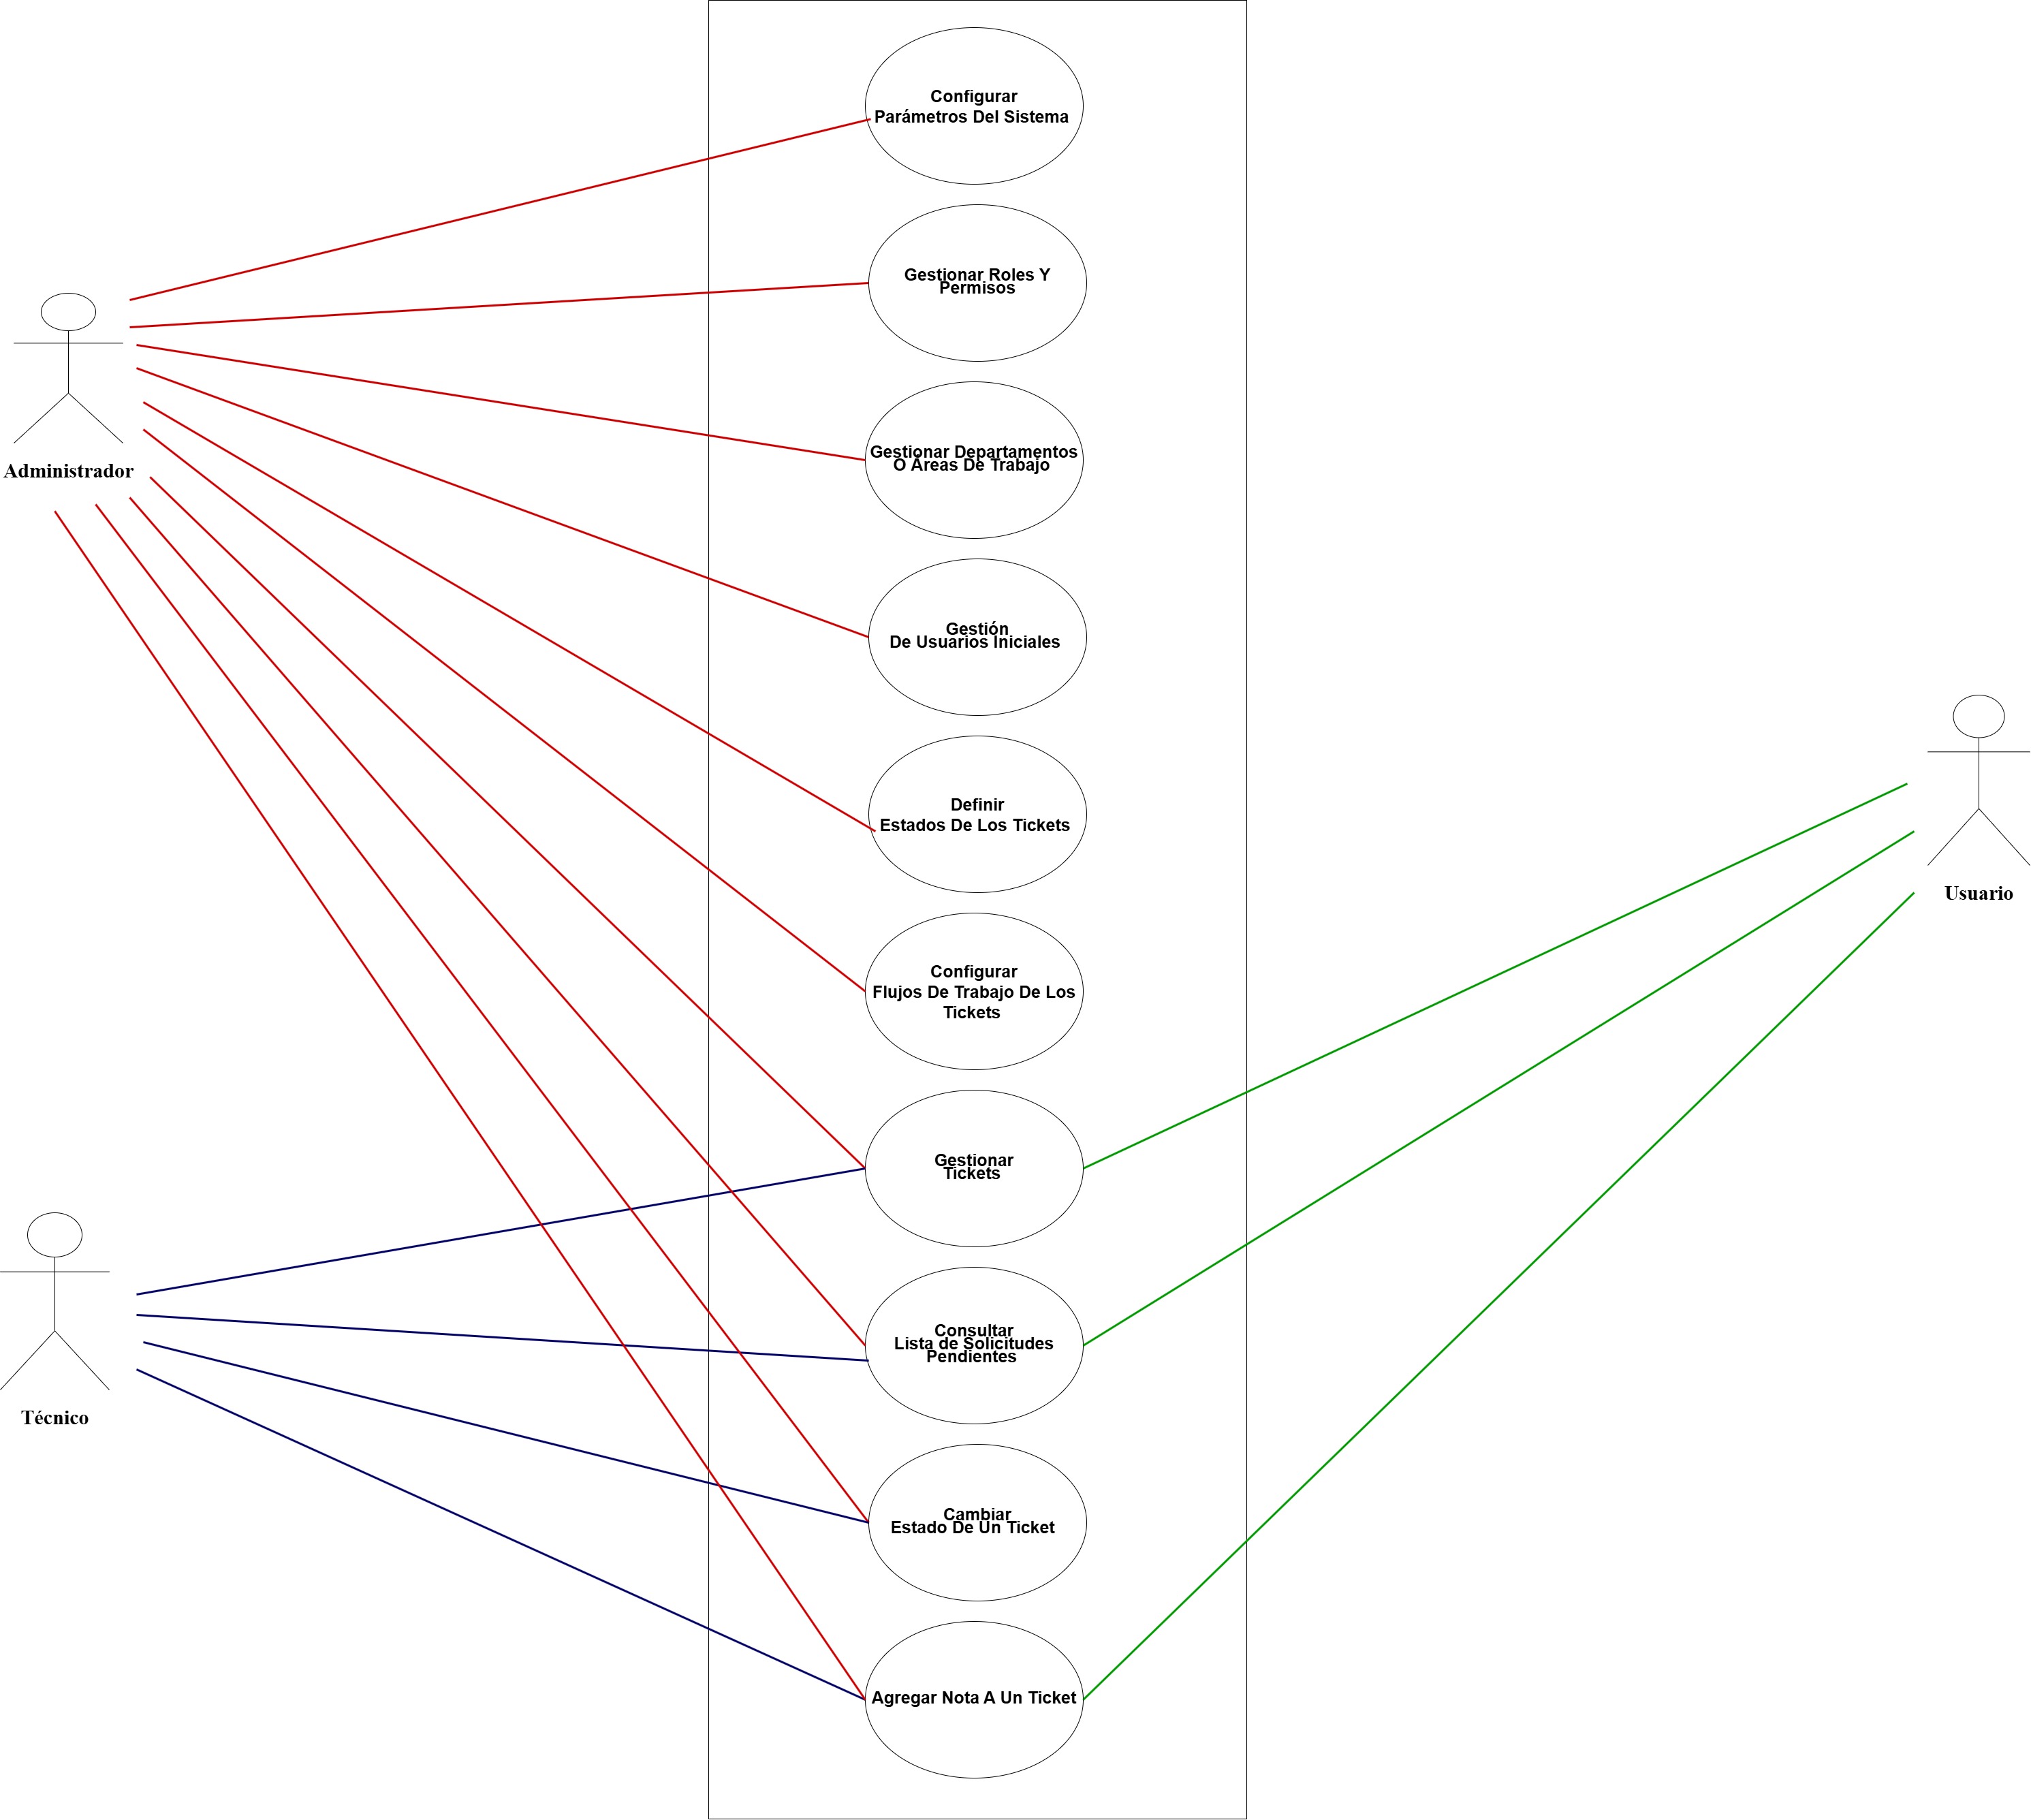 Configurar
Parámetros Del Sistema
Gestionar Roles Y
Permisos
Gestionar Departamentos
O Áreas De Trabajo
Administrador
Gestión
De Usuarios Iniciales
Definir
Estados De Los Tickets
Usuario
Configurar
Flujos De Trabajo De Los
Tickets
Gestionar
Tickets
Consultar
Lista de Solicitudes
Pendientes
Técnico
Cambiar
Estado De Un Ticket
Agregar Nota A Un Ticket